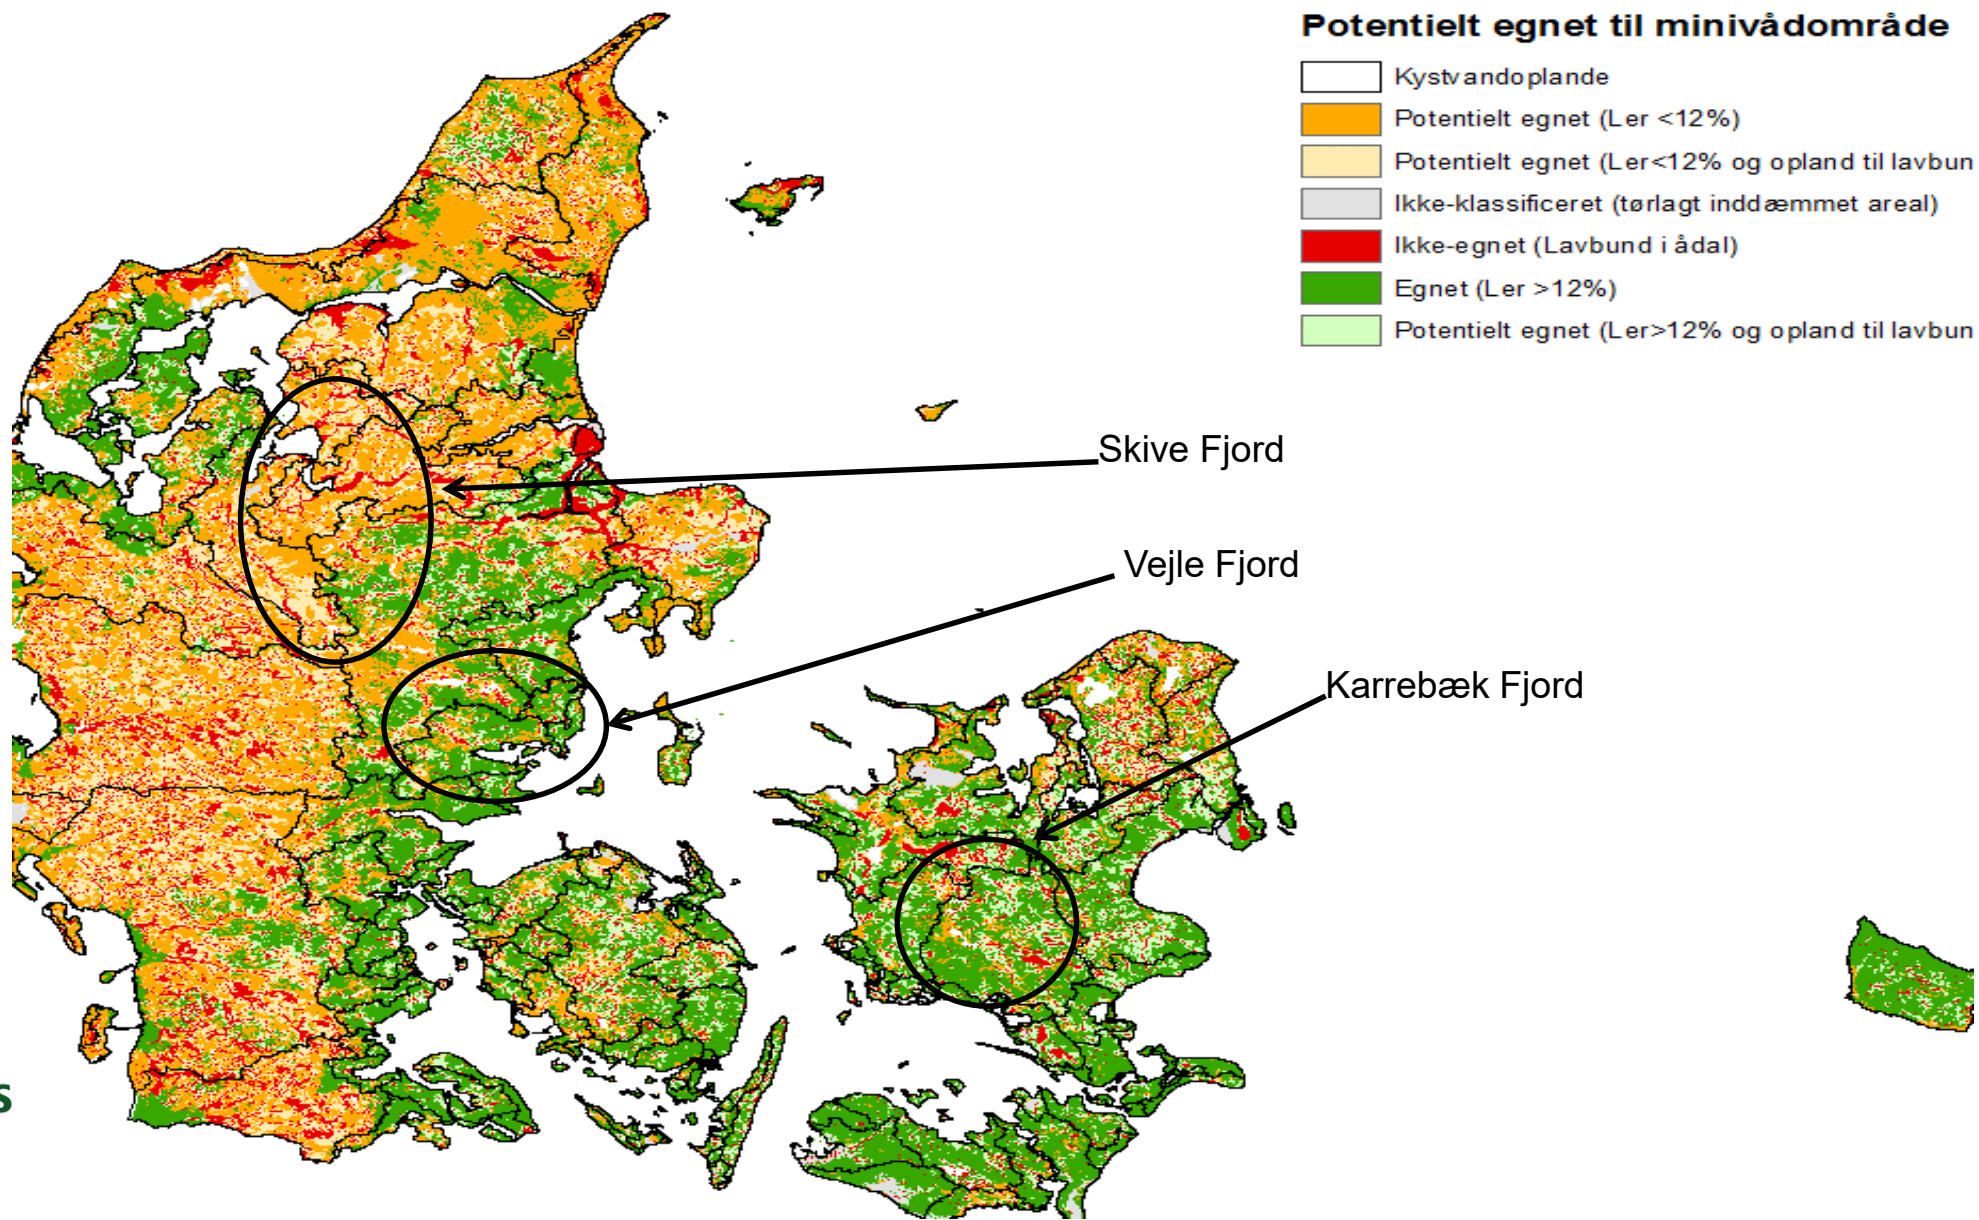 Potentielt egnet til minivådområde
Kystvandoplande
Potentielt egnet (Ler <12%)
Potentielt egnet (Ler<12% og opland til lavbun
Ikke-klassificeret (tørlagt inddæmmet areal)
Ikke-egnet (Lavbund i ådal)
Egnet (Ler >12%)
Potentielt egnet (Ler>12% og opland til lavbun
Skive Fjord
Vejle Fjord
Karrebæk Fjord
s